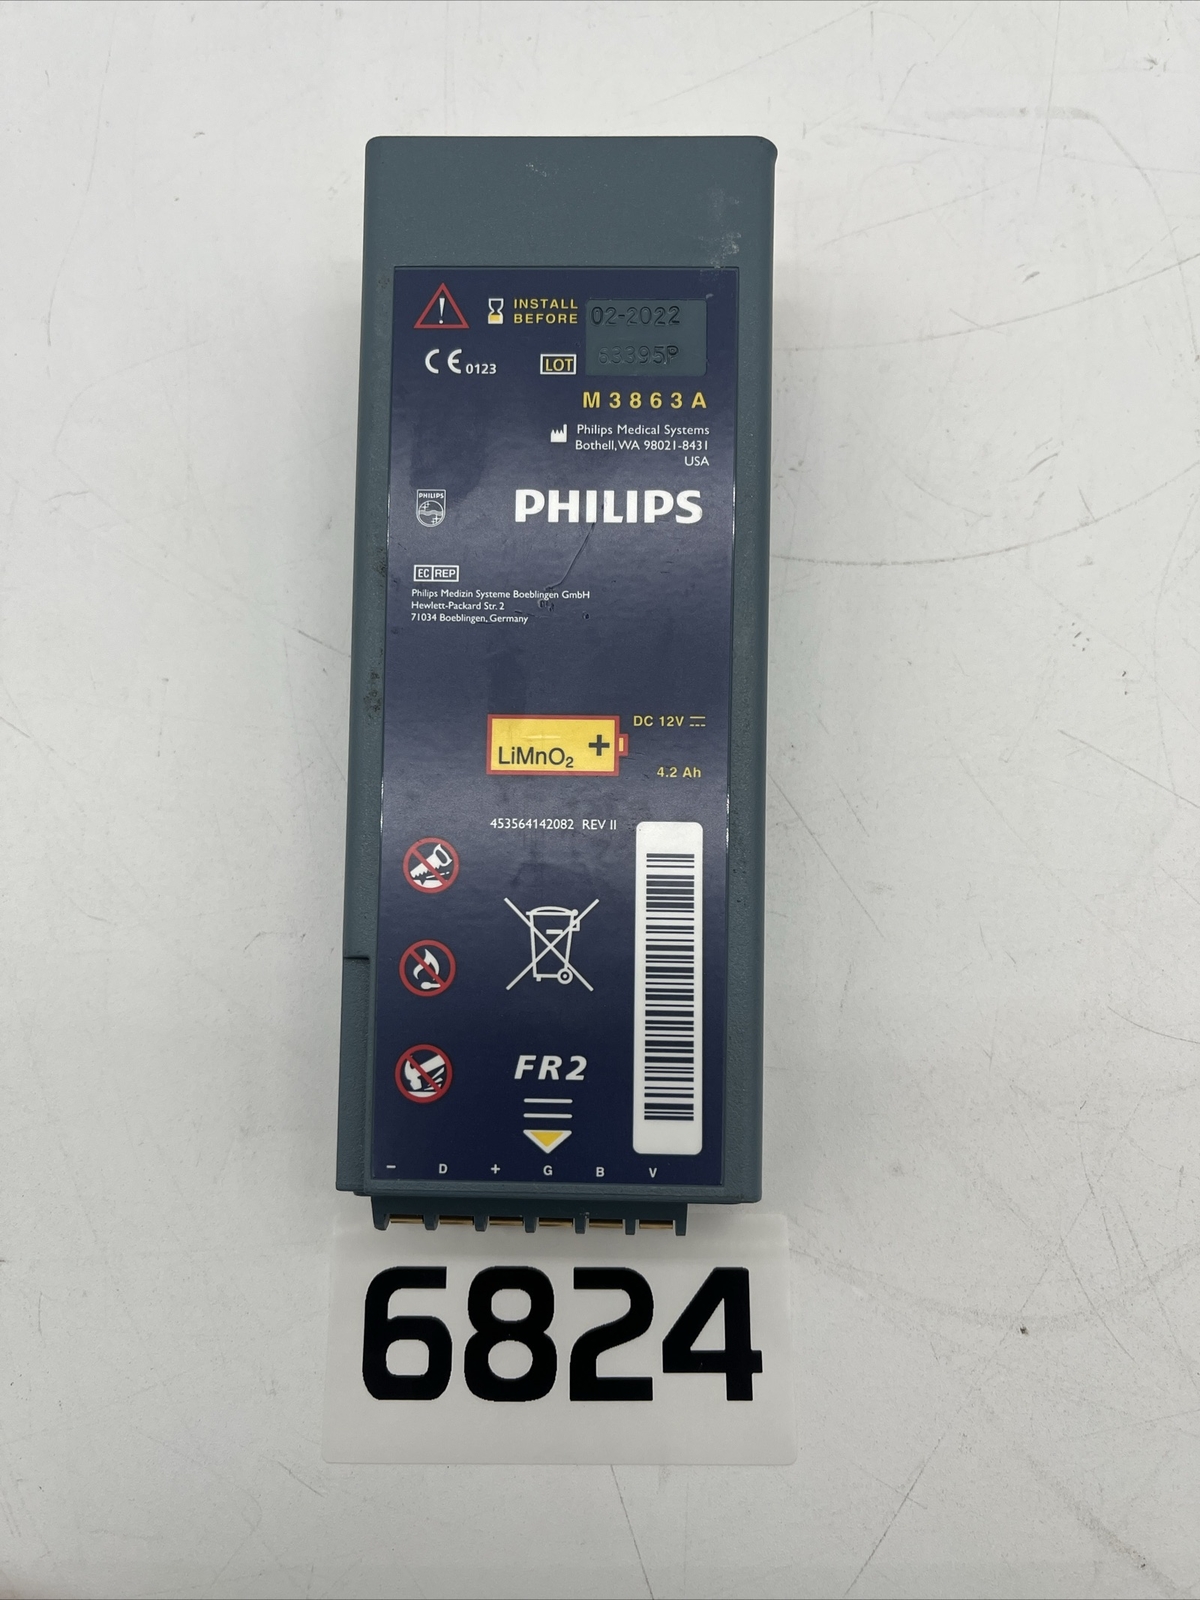 INSTALL
BEFORE
02-2022
CE 0123
LOT
M3863A
Philips Medical Systems
Bothell, WA 98021-8431
USA
PHILIPS
PHILIPS
EC REP
Philips Medizin Systeme Boeblingen GmbH
Hewlett-Packard Str. 2
71034 Boeblingen, Germany
DC 12V
LiMnO₂ +
4.2 Ah
453564142082 REV II
FR2
− D + G B V
6824